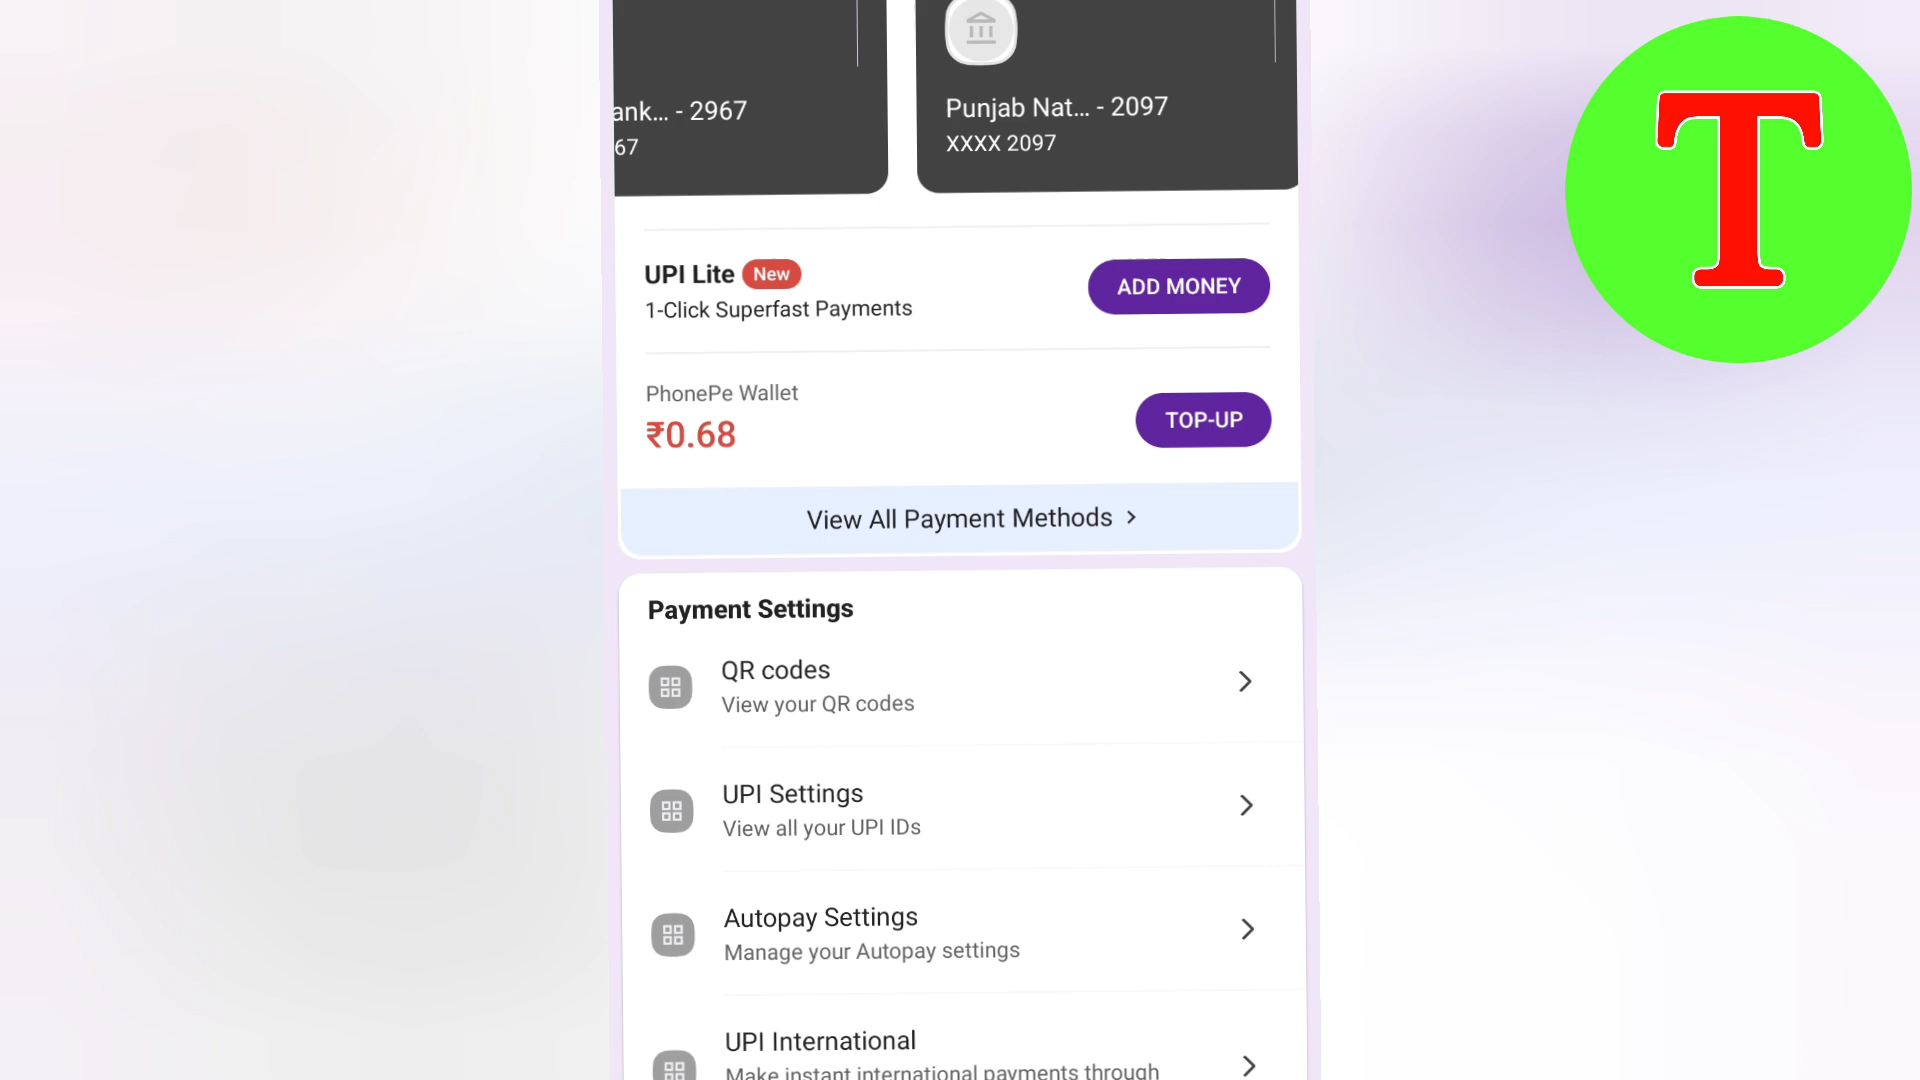 ank... - 2967
Punjab Nat... - 2097
67
XXXX 2097
UPI Lite New
1-Click Superfast Payments
ADD MONEY
PhonePe Wallet
₹0.68
TOP-UP
View All Payment Methods >
Payment Settings
QR codes
View your QR codes
UPI Settings
View all your UPI IDs
Autopay Settings
Manage your Autopay settings
UPI International
Make instant international payments through
T